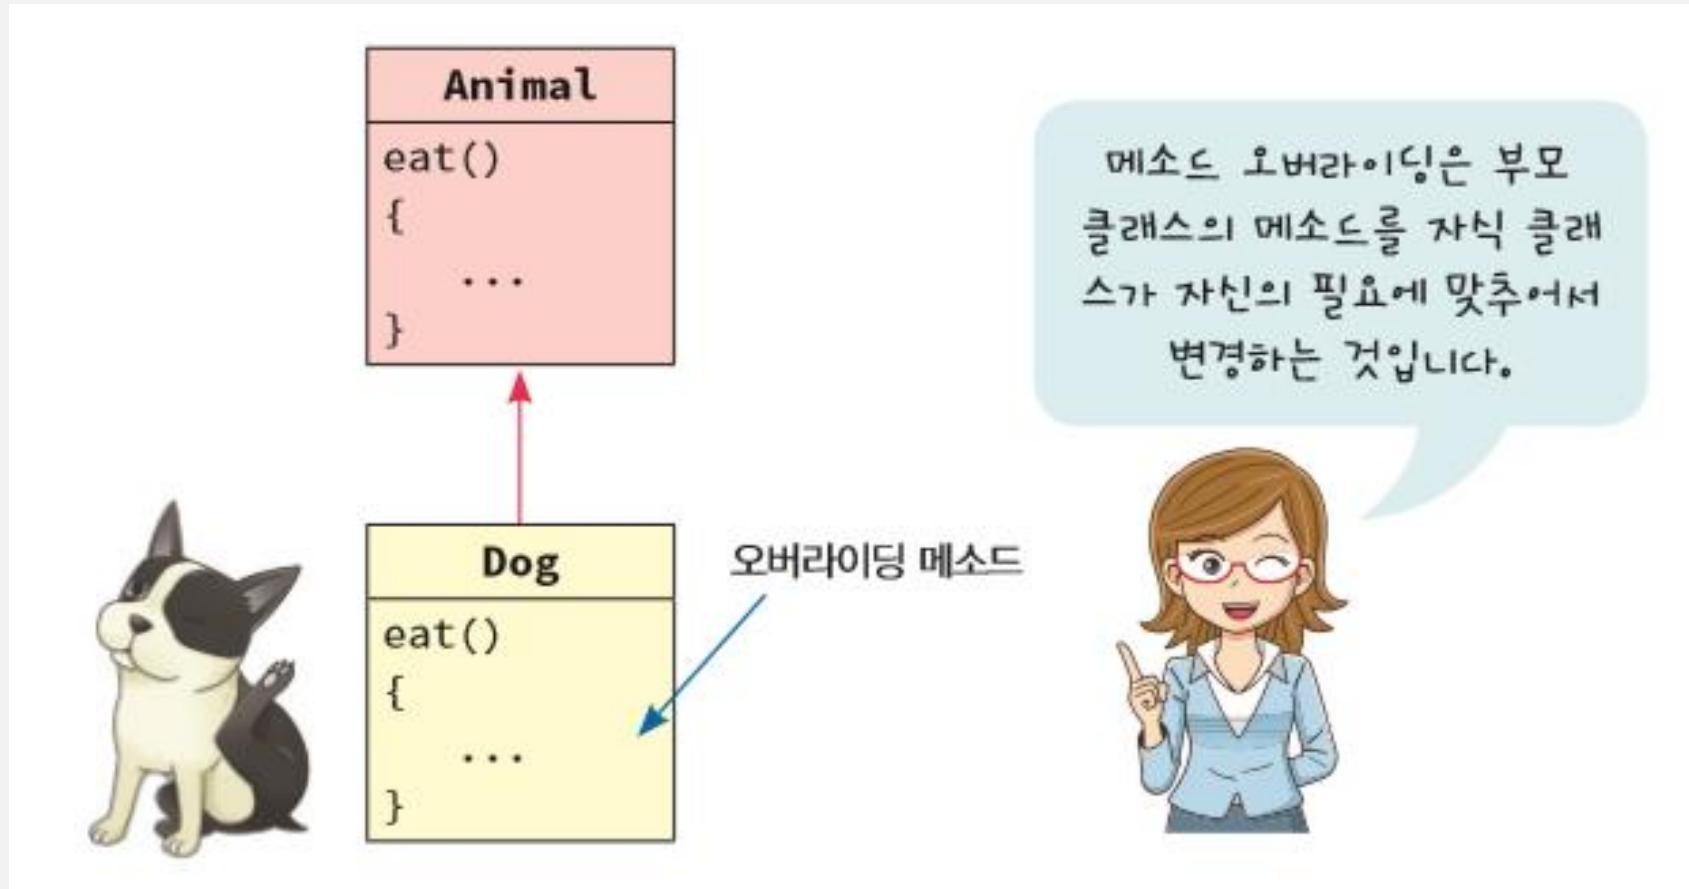 Animal
eat()
{
...
}
Dog
eat()
{
...
}
오버라이딩 메소드
메소드 오버라이딩은 부모
클래스의 메소드를 자식 클래
스가 자신의 필요에 맞추어서
변경하는 것입니다.